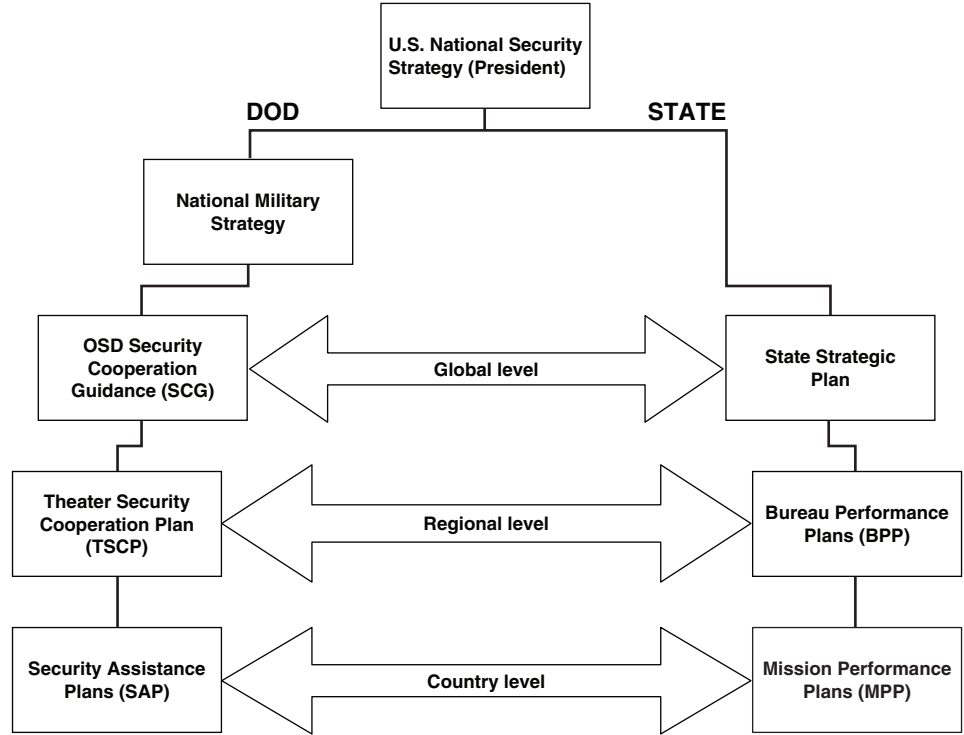 U.S. National Security
Strategy (President)
DOD
STATE
National Military
Strategy
OSD Security
Cooperation
Guidance (SCG)
Global level
State Strategic
Plan
Theater Security
Cooperation Plan
(TSCP)
Regional level
Bureau Performance
Plans (BPP)
Security Assistance
Plans (SAP)
Country level
Mission Performance
Plans (MPP)